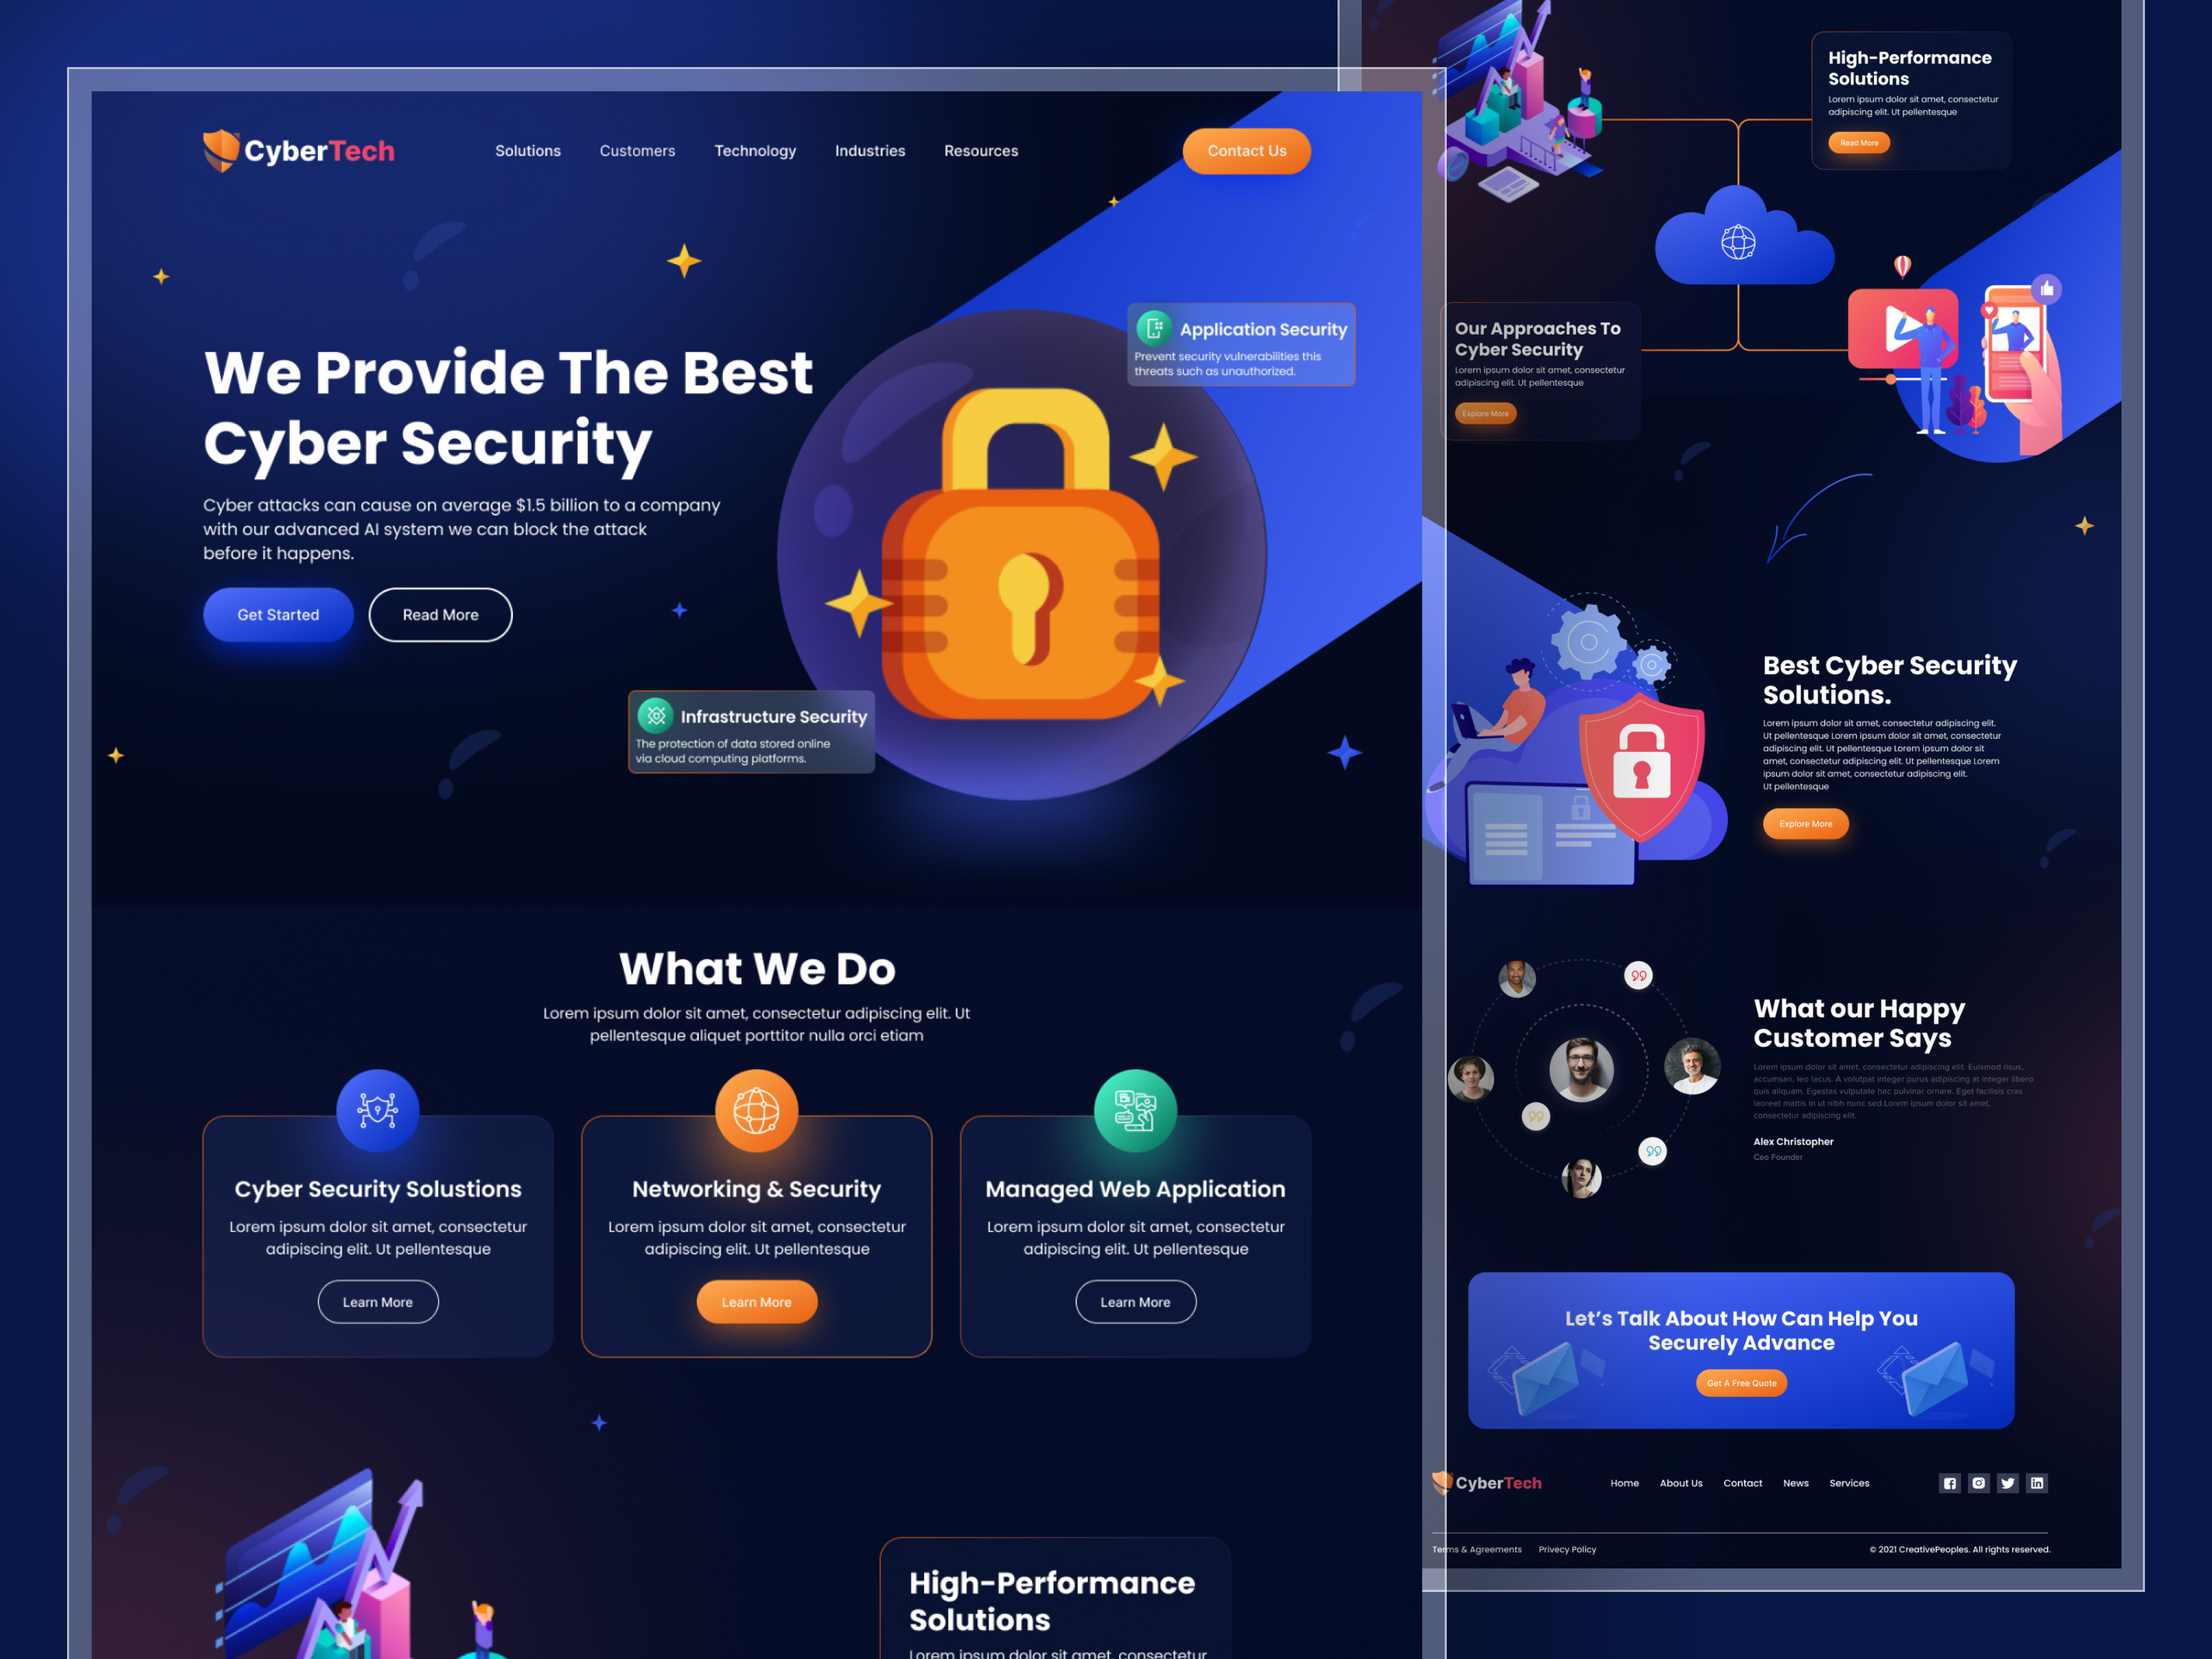 CyberTech
Solutions
Customers
Technology
Industries
Resources
Contact Us
We Provide The Best
Cyber Security
Cyber attacks can cause on average $1.5 billion to a company
with our advanced AI system we can block the attack
before it happens.
Get Started
Read More
Application Security
Prevent security vulnerabilities this
threats such as unauthorized.
Infrastructure Security
The protection of data stored online
via cloud computing platforms.
What We Do
Lorem ipsum dolor sit amet, consectetur adipiscing elit. Ut
pellentesque aliquet porttitor nulla orci etiam
Cyber Security Solustions
Lorem ipsum dolor sit amet, consectetur
adipiscing elit. Ut pellentesque
Learn More
Networking & Security
Lorem ipsum dolor sit amet, consectetur
adipiscing elit. Ut pellentesque
Learn More
Managed Web Application
Lorem ipsum dolor sit amet, consectetur
adipiscing elit. Ut pellentesque
Learn More
High-Performance
Solutions
Lorem ipsum dolor sit amet, consectetur
High-Performance
Solutions
Lorem ipsum dolor sit amet, consectetur
adipiscing elit. Ut pellentesque
Read More
Our Approaches To
Cyber Security
Lorem ipsum dolor sit amet, consectetur
adipiscing elit. Ut pellentesque
Explore More
Best Cyber Security
Solutions.
Lorem ipsum dolor sit amet, consectetur adipiscing elit.
Ut pellentesque Lorem ipsum dolor sit amet, consectetur
adipiscing elit. Ut pellentesque Lorem ipsum dolor sit
amet, consectetur adipiscing elit. Ut pellentesque Lorem
ipsum dolor sit amet, consectetur adipiscing elit.
Ut pellentesque
Explore More
What our Happy
Customer Says
Lorem ipsum dolor sit amet, consectetur adipiscing elit. Euismod risus,
accumsan, leo lacus. A volutpat integer purus adipiscing at integer libero
quis aliquam. Egestas vulputate hac pulvinar ornare. Eget facilisis cras
laoreet mattis in ut nibh nunc sed.Lorem ipsum dolor sit amet,
consectetur adipiscing elit.
Alex Christopher
Ceo Founder
Let's Talk About How Can Help You
Securely Advance
Get A Free Quote
CyberTech
Home
About Us
Contact
News
Services
Terms & Agreements
Privecy Policy
© 2021 CreativePeoples. All rights reserved.